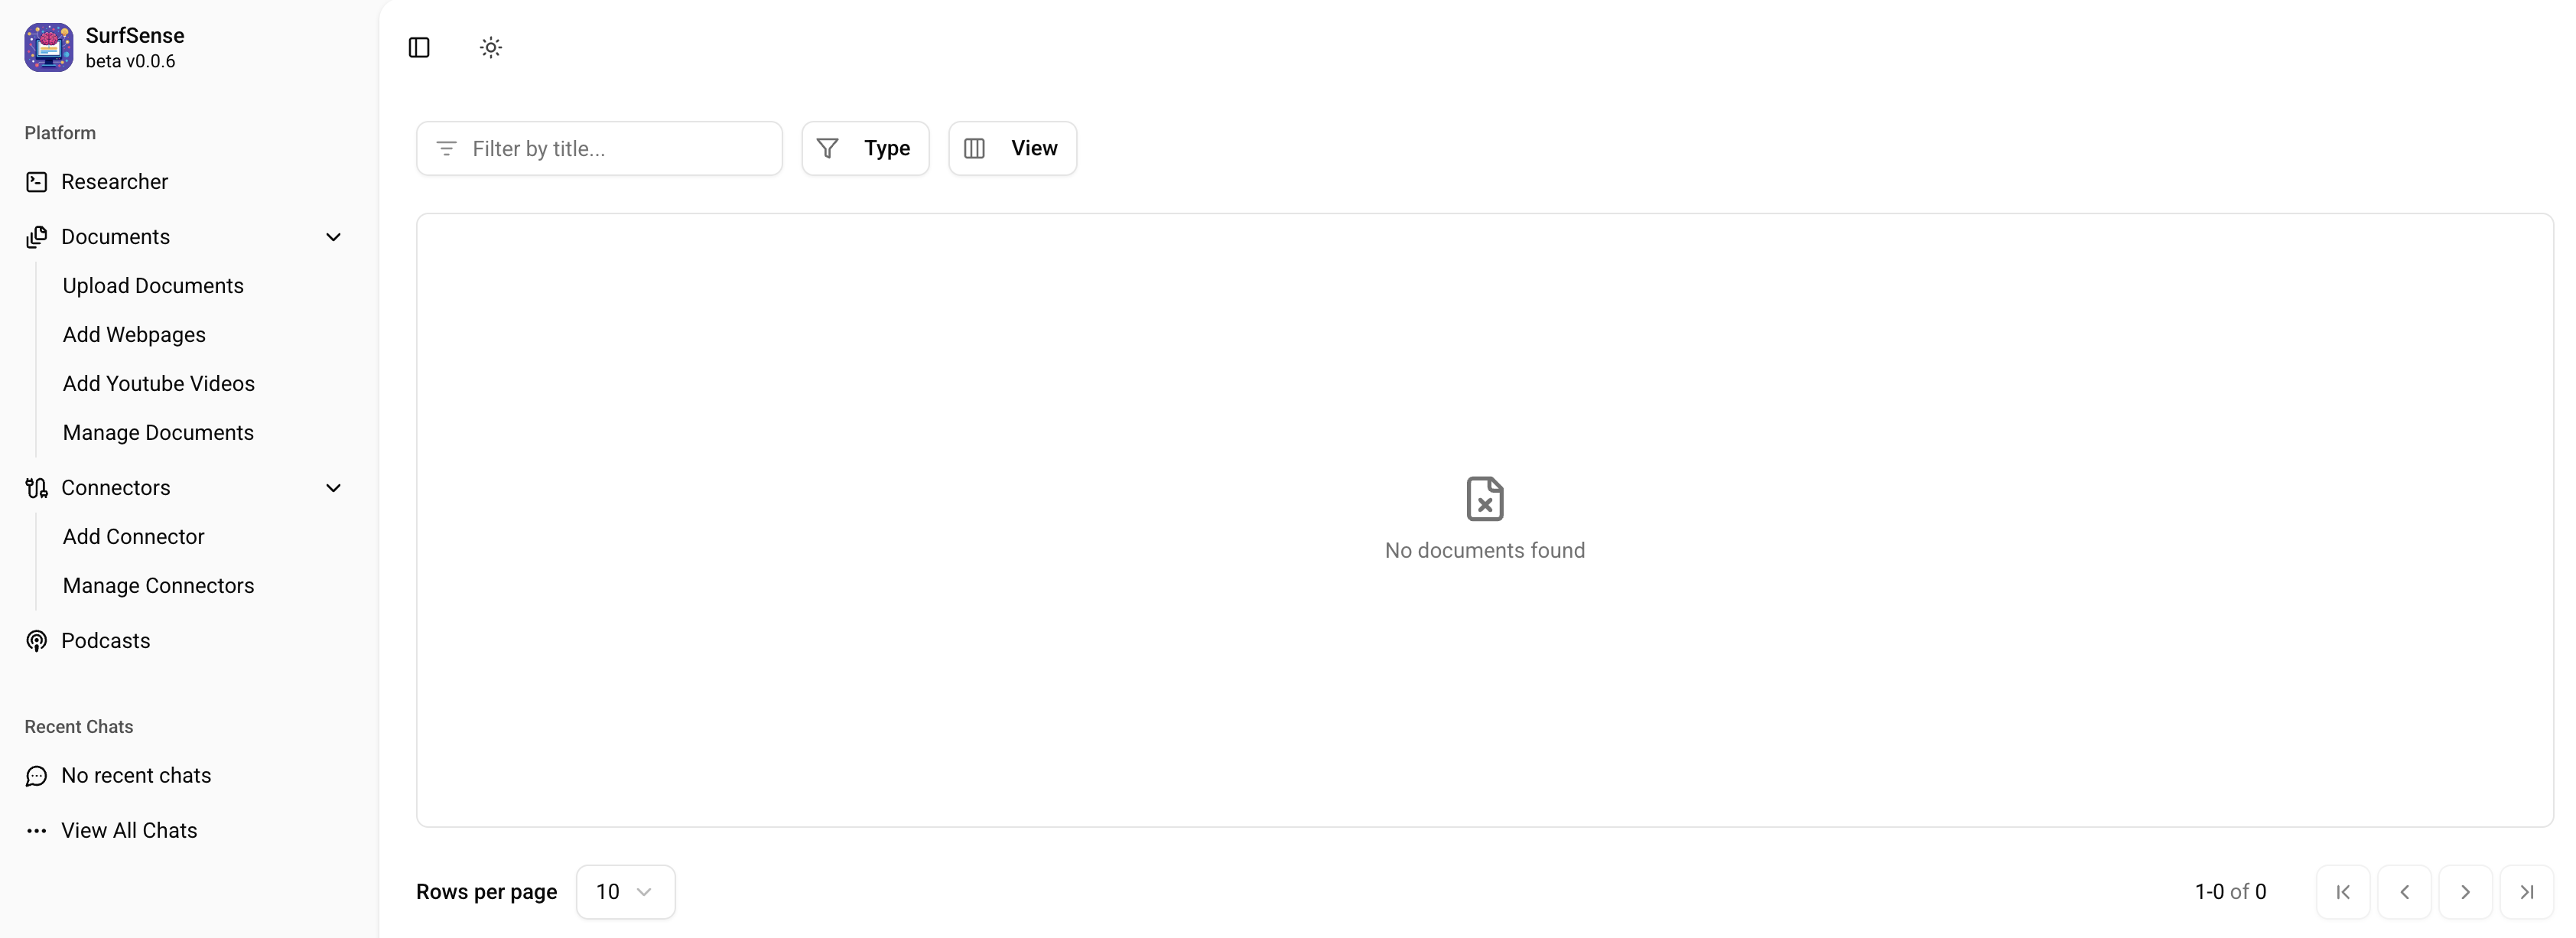 SurfSense
beta v0.0.6
Platform
Researcher
Documents
Upload Documents
Add Webpages
Add Youtube Videos
Manage Documents
Connectors
Add Connector
Manage Connectors
Podcasts
Recent Chats
No recent chats
View All Chats
Filter by title...
Type
View
No documents found
Rows per page
10
1-0 of 0